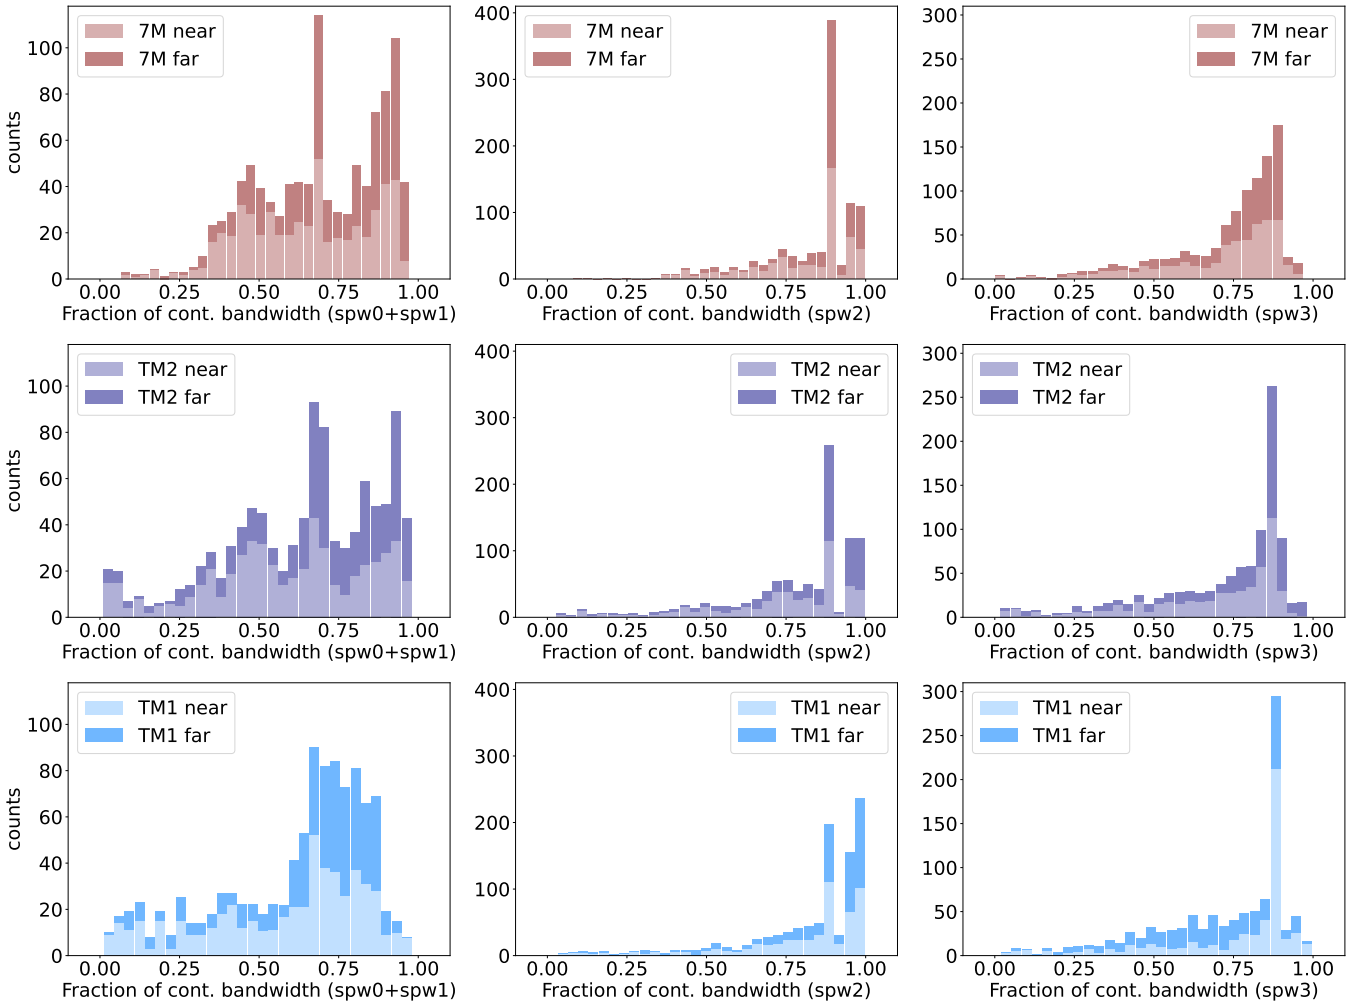 7M near
7M far
counts
100
80
60
40
20
0
0.00 0.25 0.50 0.75 1.00
Fraction of cont. bandwidth (spw0+spw1)
7M near
7M far
400
300
200
100
0
0.00 0.25 0.50 0.75 1.00
Fraction of cont. bandwidth (spw2)
7M near
7M far
300
250
200
150
100
50
0
0.00 0.25 0.50 0.75 1.00
Fraction of cont. bandwidth (spw3)
TM2 near
TM2 far
counts
100
80
60
40
20
0
0.00 0.25 0.50 0.75 1.00
Fraction of cont. bandwidth (spw0+spw1)
TM2 near
TM2 far
400
300
200
100
0
0.00 0.25 0.50 0.75 1.00
Fraction of cont. bandwidth (spw2)
TM2 near
TM2 far
300
250
200
150
100
50
0
0.00 0.25 0.50 0.75 1.00
Fraction of cont. bandwidth (spw3)
TM1 near
TM1 far
counts
100
80
60
40
20
0
0.00 0.25 0.50 0.75 1.00
Fraction of cont. bandwidth (spw0+spw1)
TM1 near
TM1 far
400
300
200
100
0
0.00 0.25 0.50 0.75 1.00
Fraction of cont. bandwidth (spw2)
TM1 near
TM1 far
300
250
200
150
100
50
0
0.00 0.25 0.50 0.75 1.00
Fraction of cont. bandwidth (spw3)